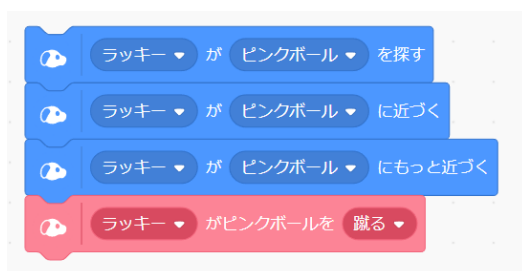 ラッキー が ピンクボール を探す
ラッキー が ピンクボール に近づく
ラッキー が ピンクボール にもっと近づく
ラッキー がピンクボールを 蹴る